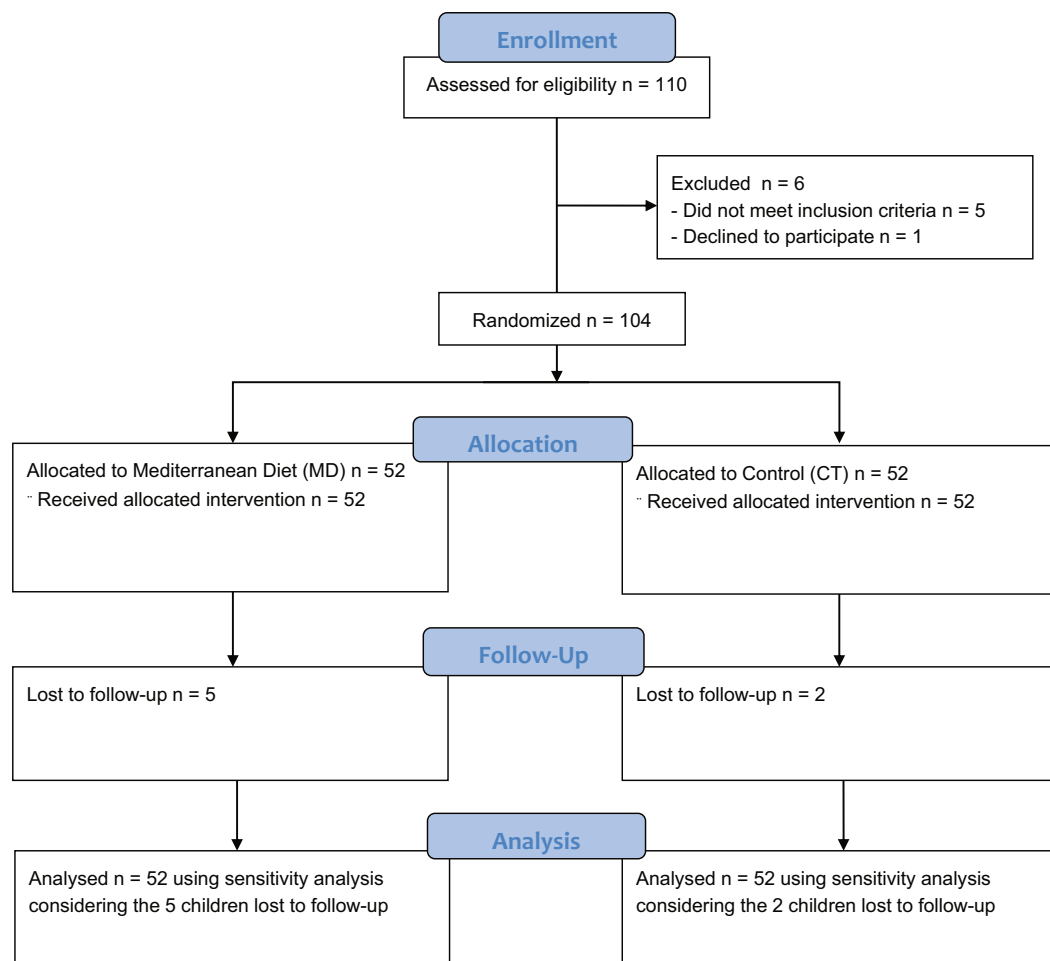 Enrollment
Assessed for eligibility n = 110
Excluded n = 6
- Did not meet inclusion criteria n = 5
- Declined to participate n = 1
Randomized n = 104
Allocation
Allocated to Mediterranean Diet (MD) n = 52
¨ Received allocated intervention n = 52
Allocated to Control (CT) n = 52
¨ Received allocated intervention n = 52
Follow-Up
Lost to follow-up n = 5
Lost to follow-up n = 2
Analysis
Analysed n = 52 using sensitivity analysis
considering the 5 children lost to follow-up
Analysed n = 52 using sensitivity analysis
considering the 2 children lost to follow-up